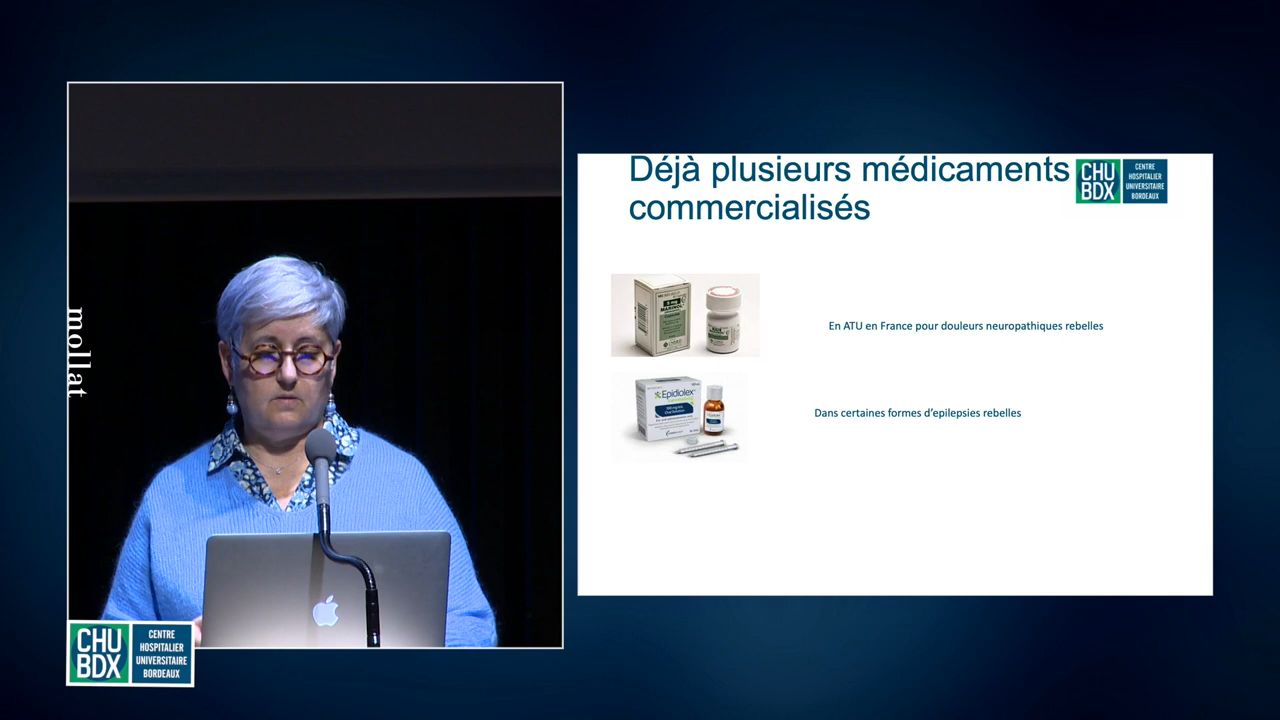 mollat
CHU
BDX
CENTRE
HOSPITALIER
UNIVERSITAIRE
BORDEAUX
Déjà plusieurs médicaments
commercialisés
CHU
BDX
CENTRE
HOSPITALIER
UNIVERSITAIRE
BORDEAUX
MARINOL
En ATU en France pour douleurs neuropathiques rebelles
Epidiolex
Dans certaines formes d'epilepsies rebelles